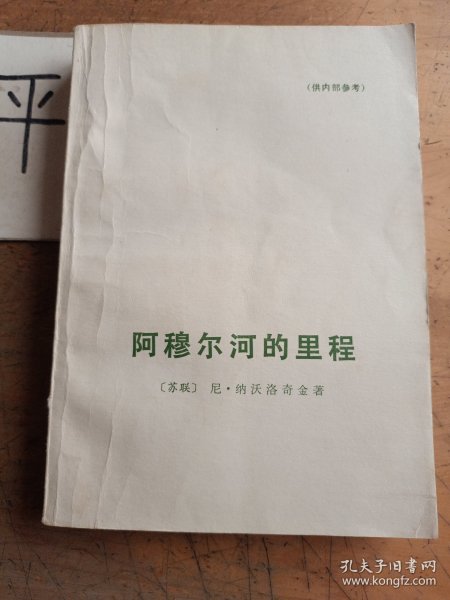 平
（供内部参考）
阿穆尔河的里程
〔苏联〕 尼·纳沃洛奇金著
孔夫子旧书网
www.kongfz.com